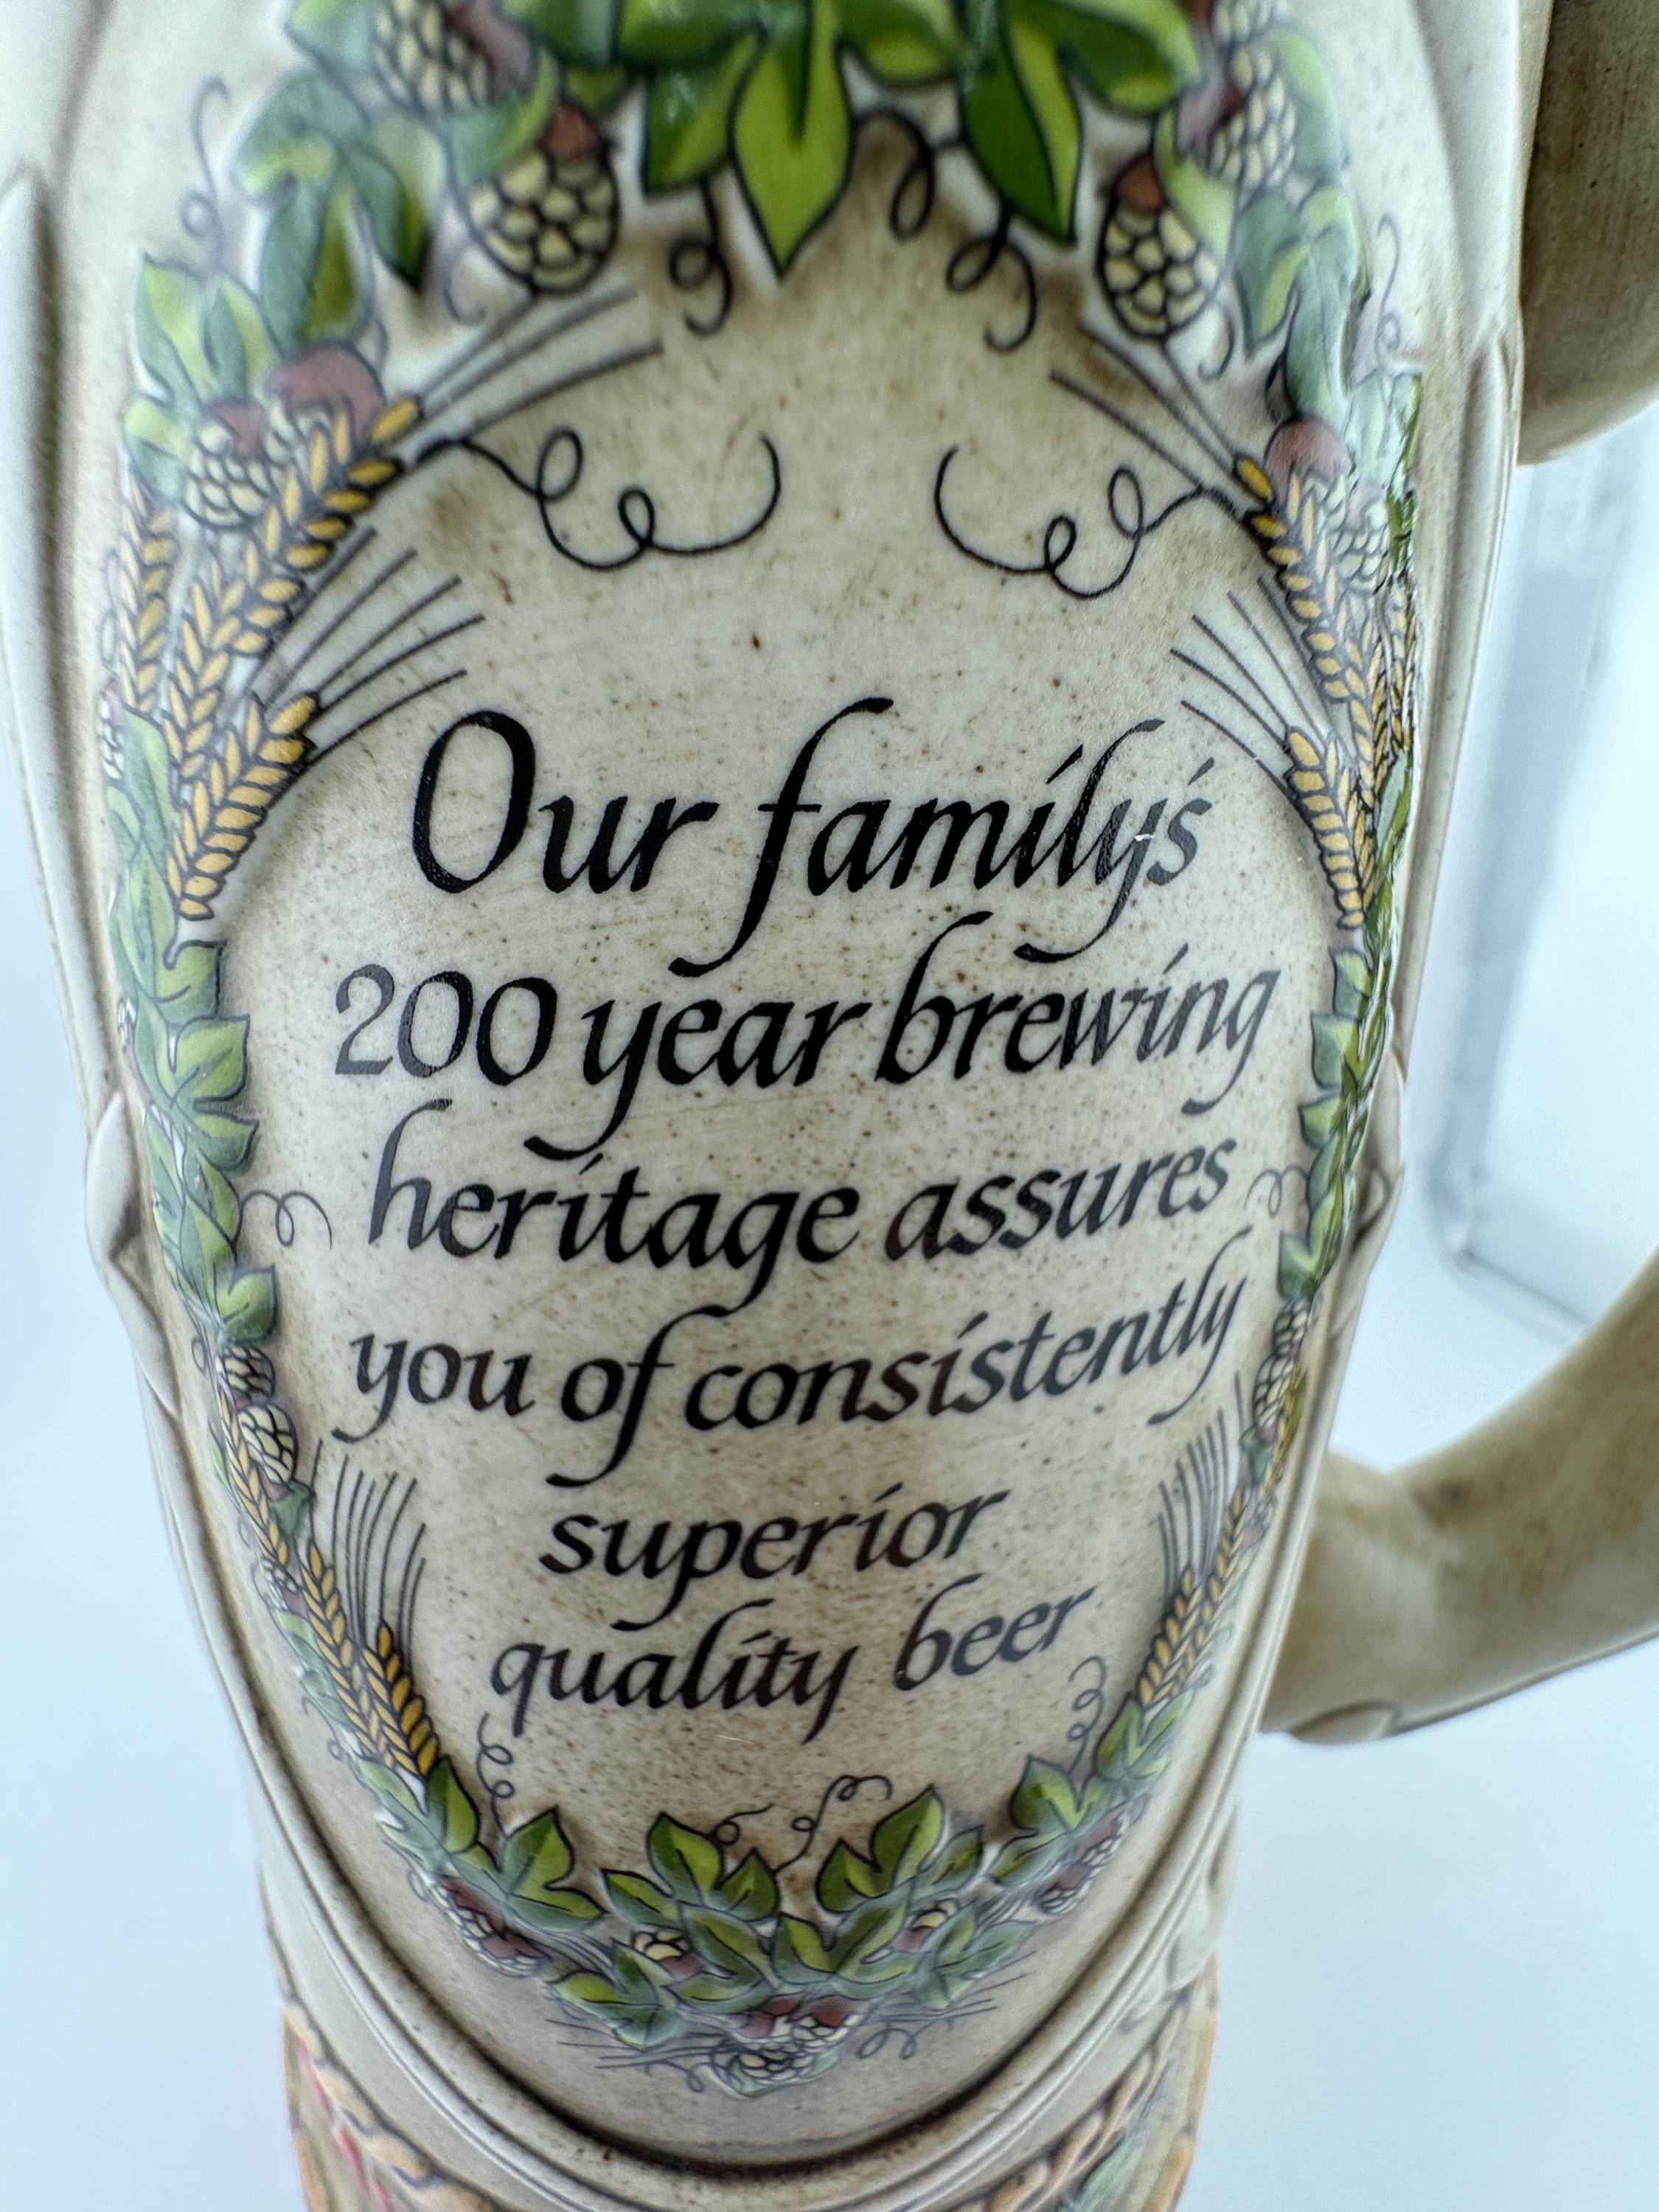 Our family's
200 year brewing
heritage assures
you of consistently
superior
quality beer